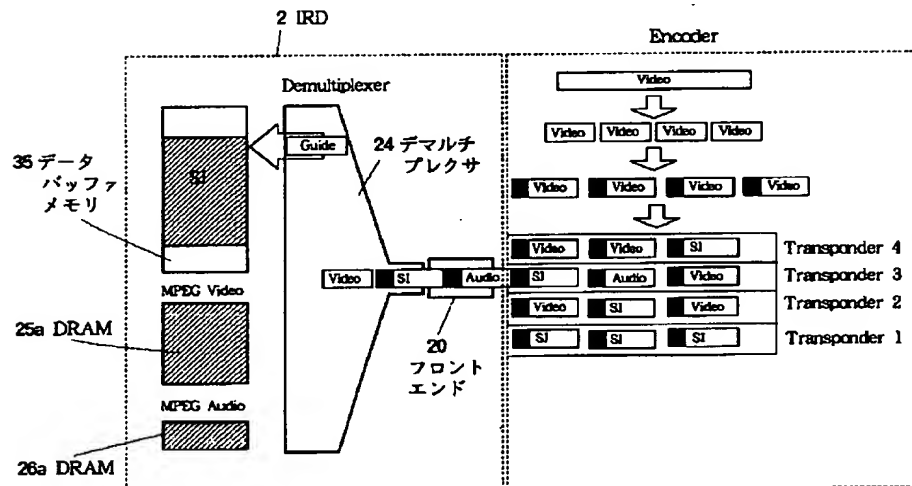 2 IRD
Encoder
Demultiplexer
Video
Video Video Video Video
Video Video Video Video
Guide
24 デマルチ
プレクサ
35 データ
バッファ
メモリ
SI
Video Video SI Transponder 4
Video SI Audio SI Audio Video Transponder 3
Video SI Video Transponder 2
SI SI SI Transponder 1
MPEG Video
25a DRAM
20
フロント
エンド
MPEG Audio
26a DRAM